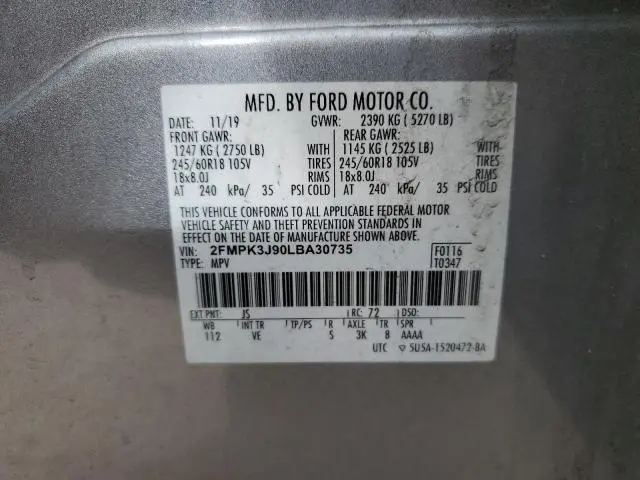 MFD. BY FORD MOTOR CO.
DATE: 11/19 GVWR: 2390 KG ( 5270 LB)
FRONT GAWR: REAR GAWR:
1247 KG ( 2750 LB) WITH 1145 KG ( 2525 LB) WITH
245/60R18 105V TIRES 245/60R18 105V TIRES
18x8.0J RIMS 18x8.0J RIMS
AT 240 kPa/ 35 PSI COLD AT 240 kPa/ 35 PSI COLD
THIS VEHICLE CONFORMS TO ALL APPLICABLE FEDERAL MOTOR
VEHICLE SAFETY AND THEFT PREVENTION STANDARDS IN
EFFECT ON THE DATE OF MANUFACTURE SHOWN ABOVE.
VIN: 2FMPK3J90LBA30735 F0116
TYPE: MPV T0347
EXT PNT: JS RC: 72 DSO:
WB INT TR TP/PS R AXLE TR SPR
112 VE S 3K 8 AAAA
UTC ▽ 5U5A-1520472-BA